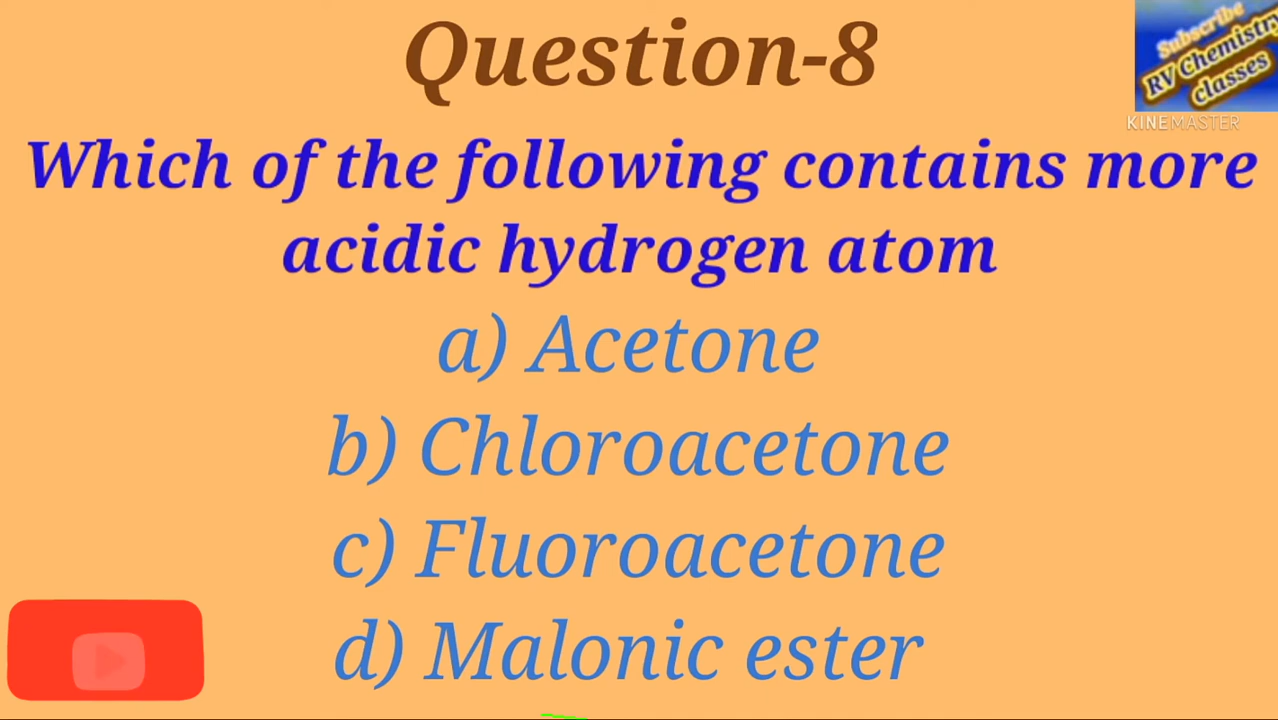 Question-8
Subscribe
RV Chemistry
classes
KINEMASTER
Which of the following contains more
acidic hydrogen atom
a) Acetone
b) Chloroacetone
c) Fluoroacetone
d) Malonic ester